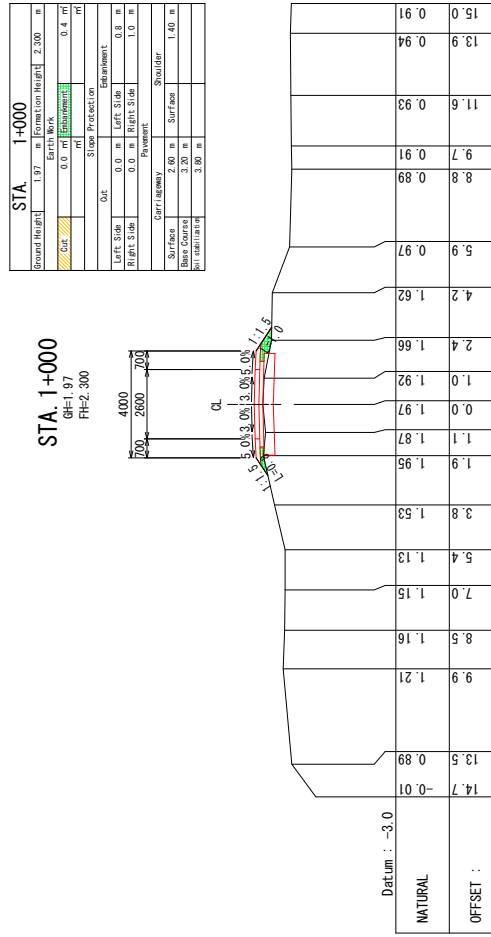 STA. 1+000
Ground Height 1.97 m Formation Height 2.300 m
Earth Work
Cut 0.0 ㎡ Embankment 0.4 ㎡
㎡ ㎡
Slope Protection
Cut Embankment
Left Side 0.0 m Left Side 0.8 m
Right Side 0.0 m Right Side 1.0 m
Pavement
Carriageway Shoulder
Surface 2.60 m Surface 1.40 m
Base Course 3.20 m
Soil stabilization 3.80 m
STA. 1+000
GH=1.97
FH=2.300
4000
700 2600 700
CL
5.0% 3.0% 3.0% 5.0%
1:1.5 1:1.5
Datum : -3.0
NATURAL -0.01 0.89 1.21 1.16 1.15 1.13 1.53 1.95 1.87 1.97 1.92 1.66 1.62 0.97 0.89 0.91 0.93 0.94 0.91
OFFSET : 14.7 13.5 9.9 8.5 7.0 5.4 3.8 1.9 1.1 0.0 1.0 2.4 4.2 5.9 8.8 9.7 11.6 13.9 15.0